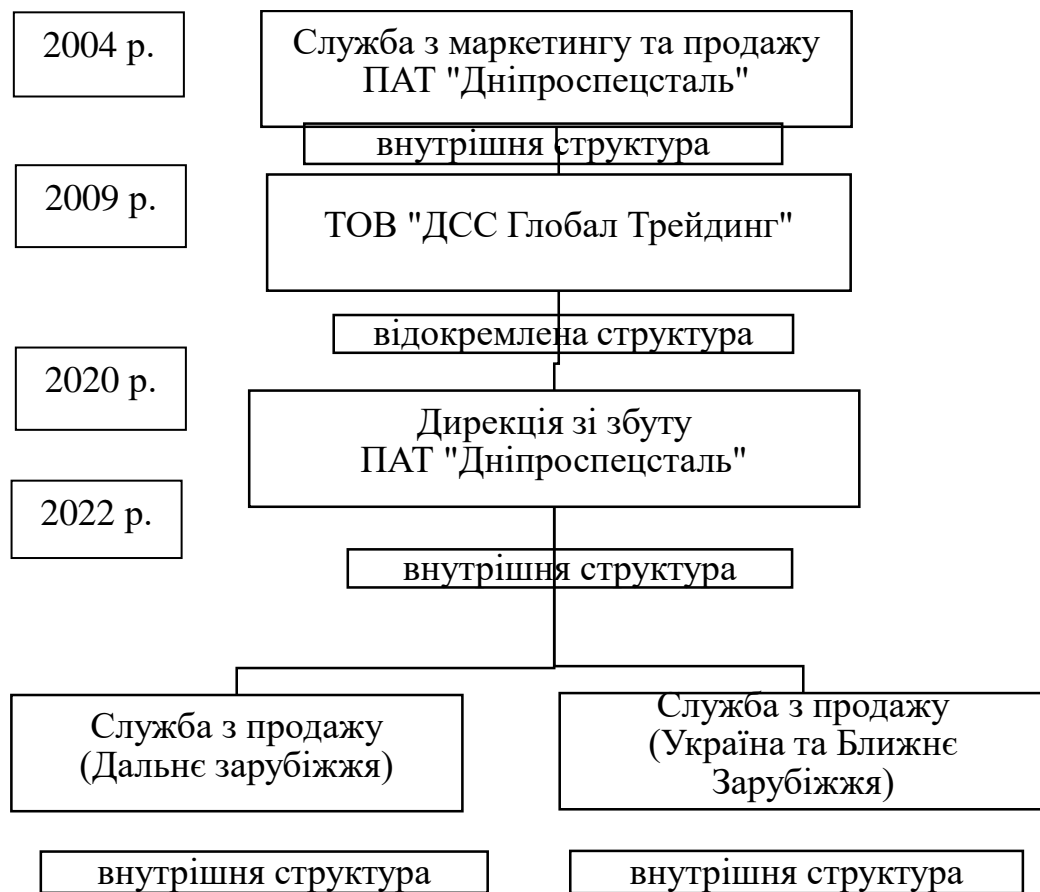 2004 р.
Служба з маркетингу та продажу
ПАТ "Дніпроспецсталь"
внутрішня структура
2009 р.
ТОВ "ДСС Глобал Трейдинг"
відокремлена структура
2020 р.
Дирекція зі збуту
ПАТ "Дніпроспецсталь"
2022 р.
внутрішня структура
Служба з продажу
(Дальнє зарубіжжя)
Служба з продажу
(Україна та Ближнє
Зарубіжжя)
внутрішня структура
внутрішня структура